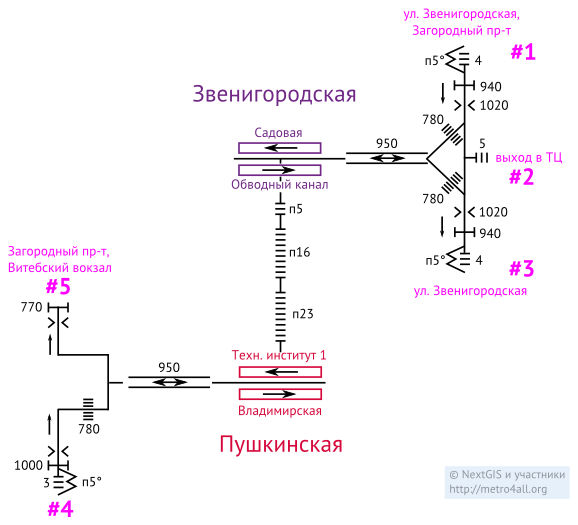 ул. Звенигородская,
Загородный пр-т
#1
п5°
4
940
1020
Звенигородская
780
Садовая
950
5
выход в ТЦ
#2
Обводный канал
780
п5
1020
940
п16
Загородный пр-т,
Витебский вокзал
#5
п5°
4
#3
ул. Звенигородская
770
п23
Техн. институт 1
950
Владимирская
780
Пушкинская
1000
3
п5°
#4
© NextGIS и участники
http://metro4all.org